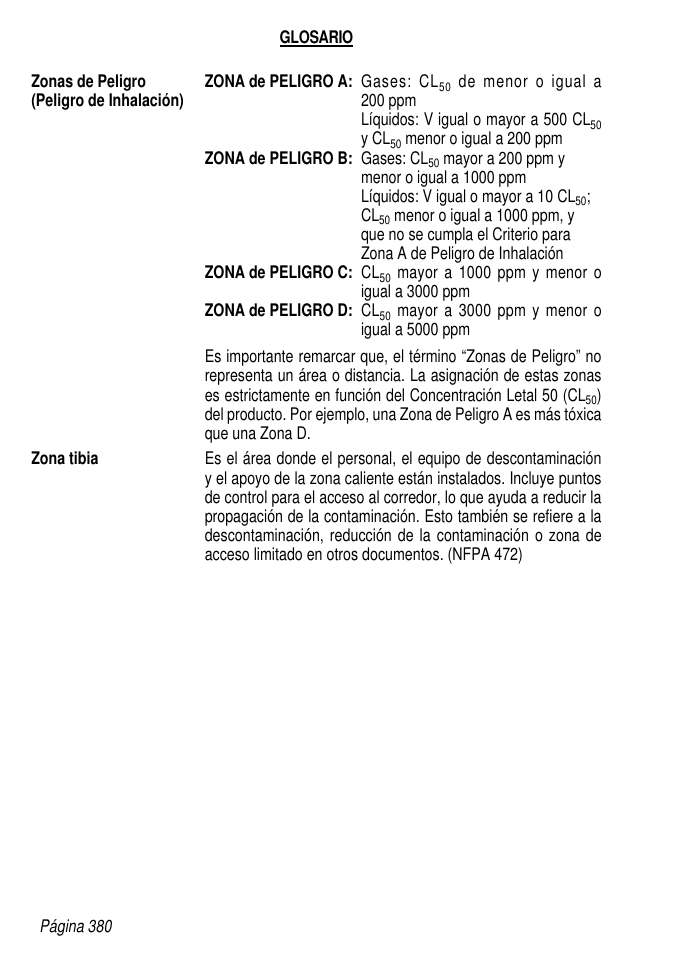 GLOSARIO
Zonas de Peligro
(Peligro de Inhalación)
ZONA de PELIGRO A: Gases: CL50 de menor o igual a
200 ppm
Líquidos: V igual o mayor a 500 CL50
y CL50 menor o igual a 200 ppm
ZONA de PELIGRO B: Gases: CL50 mayor a 200 ppm y
menor o igual a 1000 ppm
Líquidos: V igual o mayor a 10 CL50;
CL50 menor o igual a 1000 ppm, y
que no se cumpla el Criterio para
Zona A de Peligro de Inhalación
ZONA de PELIGRO C: CL50 mayor a 1000 ppm y menor o
igual a 3000 ppm
ZONA de PELIGRO D: CL50 mayor a 3000 ppm y menor o
igual a 5000 ppm
Es importante remarcar que, el término “Zonas de Peligro” no
representa un área o distancia. La asignación de estas zonas
es estrictamente en función del Concentración Letal 50 (CL50)
del producto. Por ejemplo, una Zona de Peligro A es más tóxica
que una Zona D.
Zona tibia
Es el área donde el personal, el equipo de descontaminación
y el apoyo de la zona caliente están instalados. Incluye puntos
de control para el acceso al corredor, lo que ayuda a reducir la
propagación de la contaminación. Esto también se refiere a la
descontaminación, reducción de la contaminación o zona de
acceso limitado en otros documentos. (NFPA 472)
Página 380